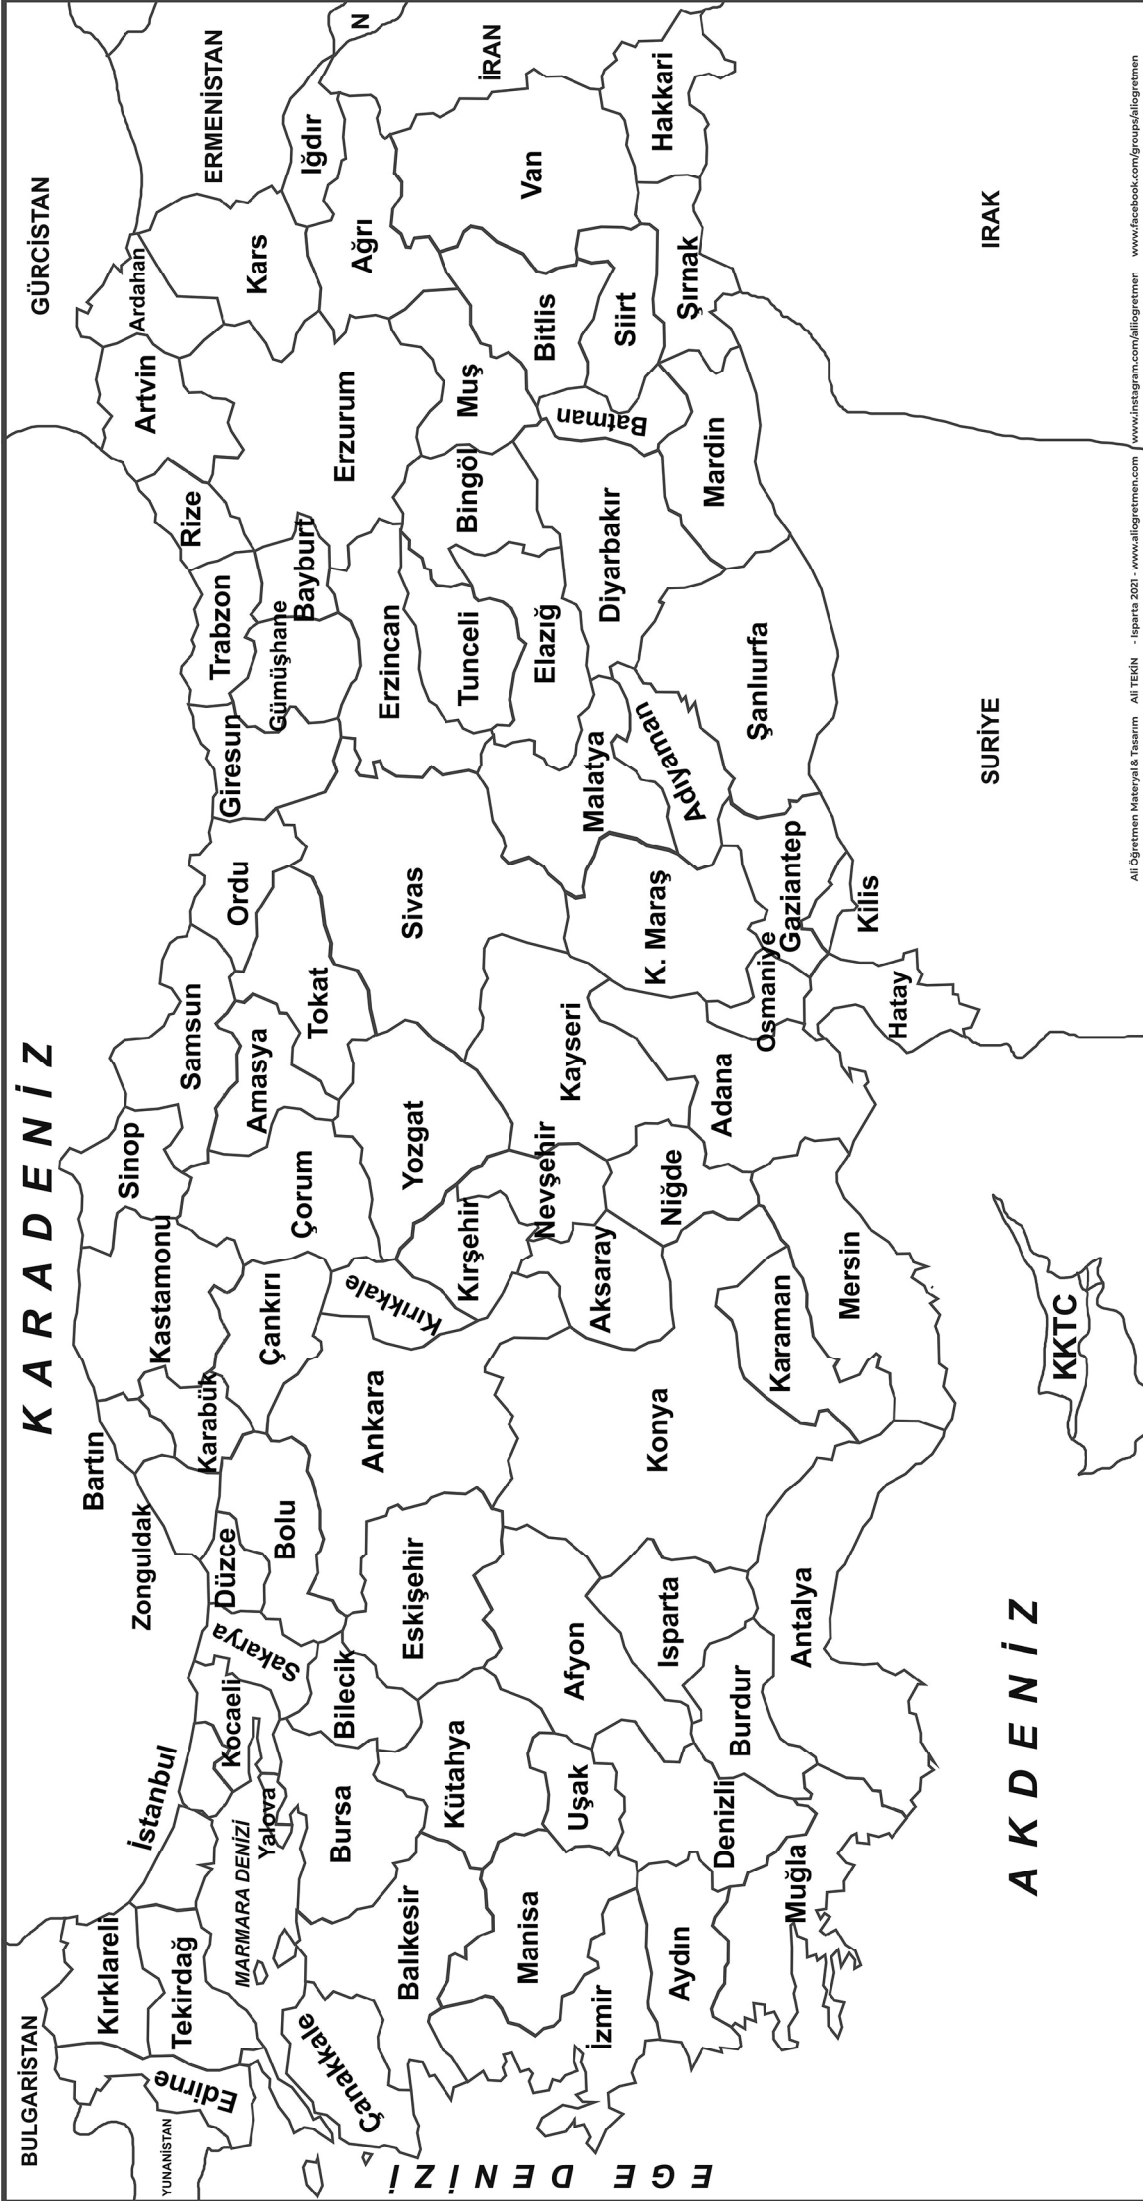 KARADENİZ
BULGARİSTAN
GÜRCİSTAN
ERMENİSTAN
N
İRAN
IRAK
SURİYE
YUNANİSTAN
EGE DENİZİ
MARMARA DENİZİ
AKDENİZ
KKTC
Kırklareli
Edirne
Tekirdağ
İstanbul
Çanakkale
Balıkesir
Bursa
Yalova
Kocaeli
Sakarya
Düzce
Zonguldak
Bartın
Karabük
Bolu
Bilecik
Eskişehir
Kütahya
Manisa
İzmir
Uşak
Afyon
Aydın
Denizli
Muğla
Burdur
Isparta
Antalya
Kastamonu
Sinop
Çankırı
Ankara
Kırıkkale
Çorum
Samsun
Amasya
Tokat
Yozgat
Kırşehir
Nevşehir
Aksaray
Konya
Niğde
Karaman
Mersin
Kayseri
Adana
Osmaniye
Hatay
K. Maraş
Gaziantep
Kilis
Sivas
Ordu
Giresun
Gümüşhane
Trabzon
Bayburt
Rize
Artvin
Ardahan
Kars
Iğdır
Ağrı
Erzurum
Erzincan
Tunceli
Elazığ
Malatya
Adıyaman
Şanlıurfa
Diyarbakır
Bingöl
Muş
Bitlis
Van
Hakkari
Şırnak
Siirt
Batman
Mardin
Ali Öğretmen Materyal & Tasarım Ali TEKİN - Isparta 2021 - www.aliogretmen.com | www.instagram.com/aliiogretmer www.facebook.com/groups/aliogretmen